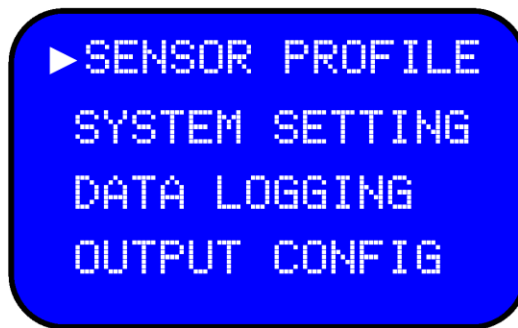 ►SENSOR PROFILE
SYSTEM SETTING
DATA LOGGING
OUTPUT CONFIG